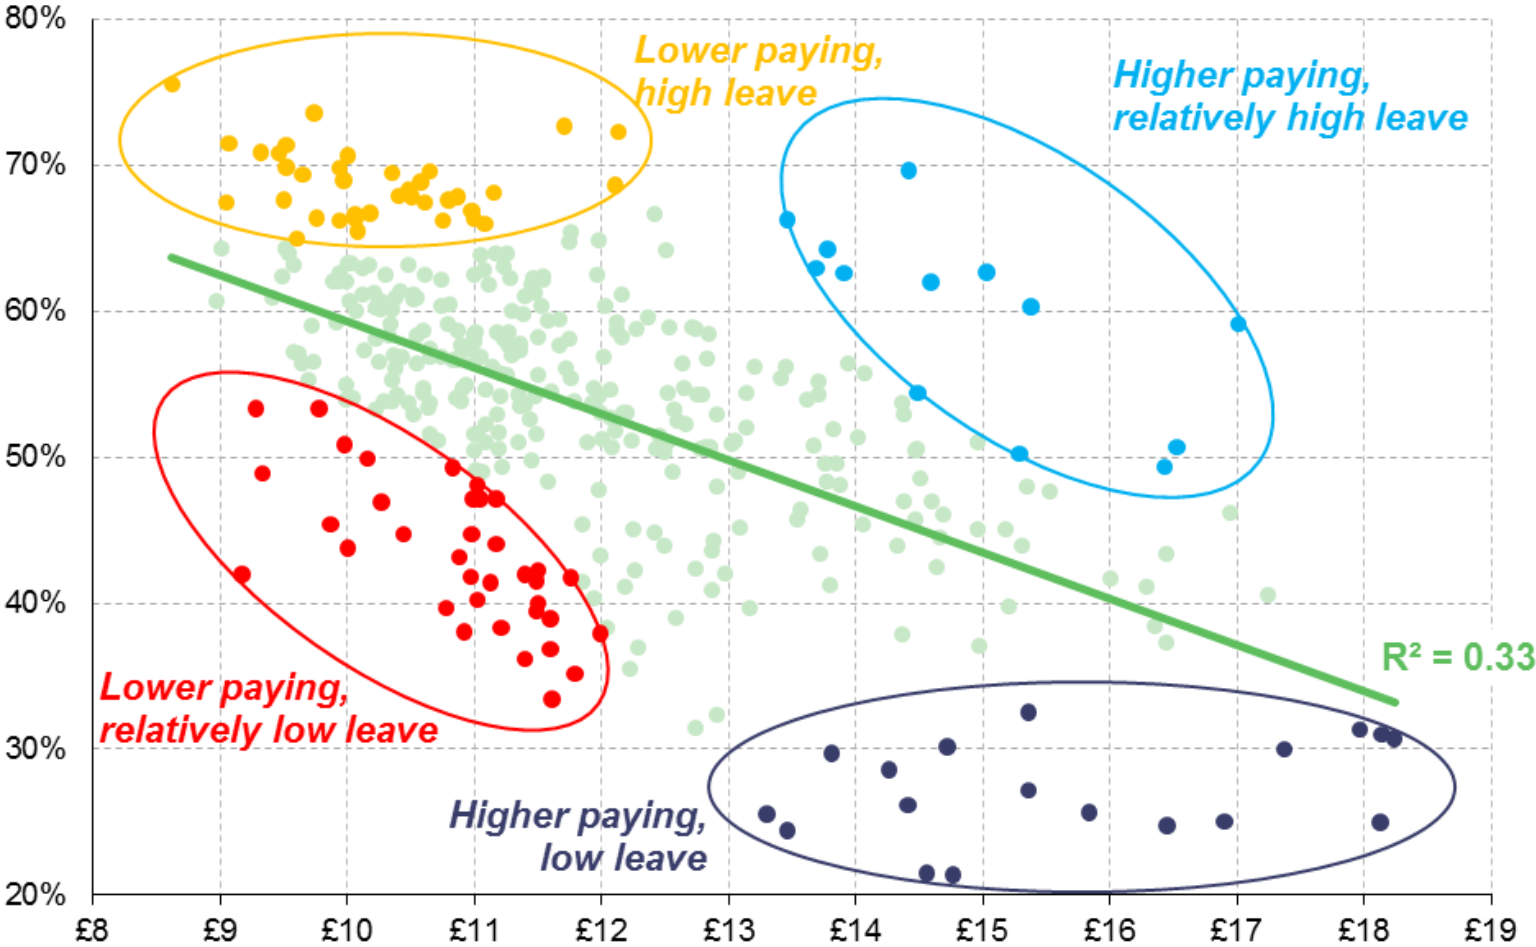 80%
Lower paying,
high leave
Higher paying,
relatively high leave
70%
60%
50%
40%
R² = 0.33
Lower paying,
relatively low leave
30%
Higher paying,
low leave
20%
£8 £9 £10 £11 £12 £13 £14 £15 £16 £17 £18 £19